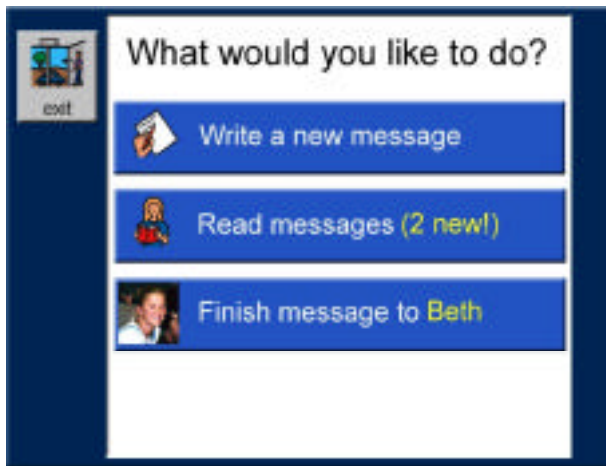 What would you like to do?
exit
Write a new message
Read messages (2 new!)
Finish message to Beth